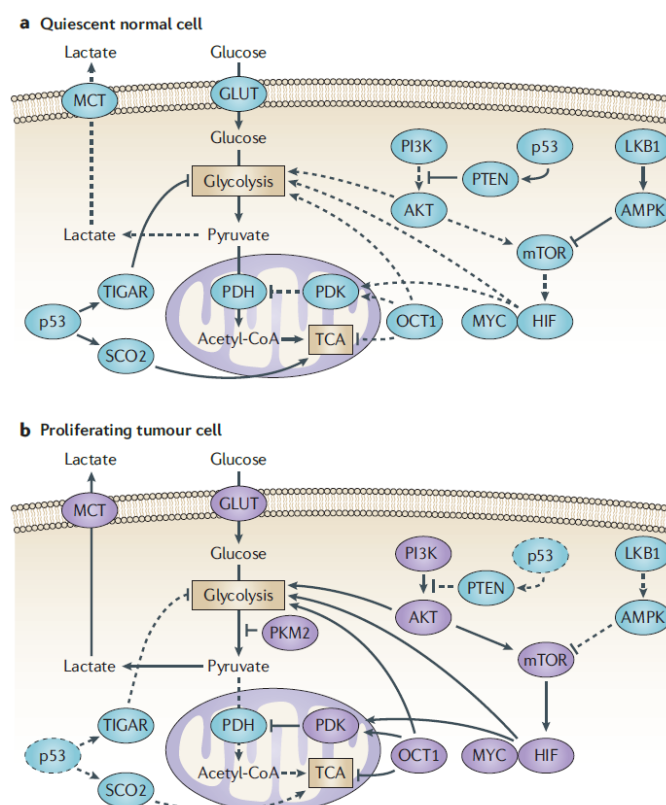 a Quiescent normal cell
Lactate
Glucose
MCT
GLUT
Glucose
PI3K
p53
LKB1
PTEN
Glycolysis
AKT
AMPK
Lactate
Pyruvate
mTOR
TIGAR
PDH
PDK
p53
OCT1
MYC
HIF
Acetyl-CoA
TCA
SCO2
b Proliferating tumour cell
Lactate
Glucose
MCT
GLUT
Glucose
PI3K
p53
LKB1
PTEN
Glycolysis
AKT
AMPK
PKM2
Lactate
Pyruvate
mTOR
TIGAR
PDH
PDK
p53
OCT1
MYC
HIF
Acetyl-CoA
TCA
SCO2